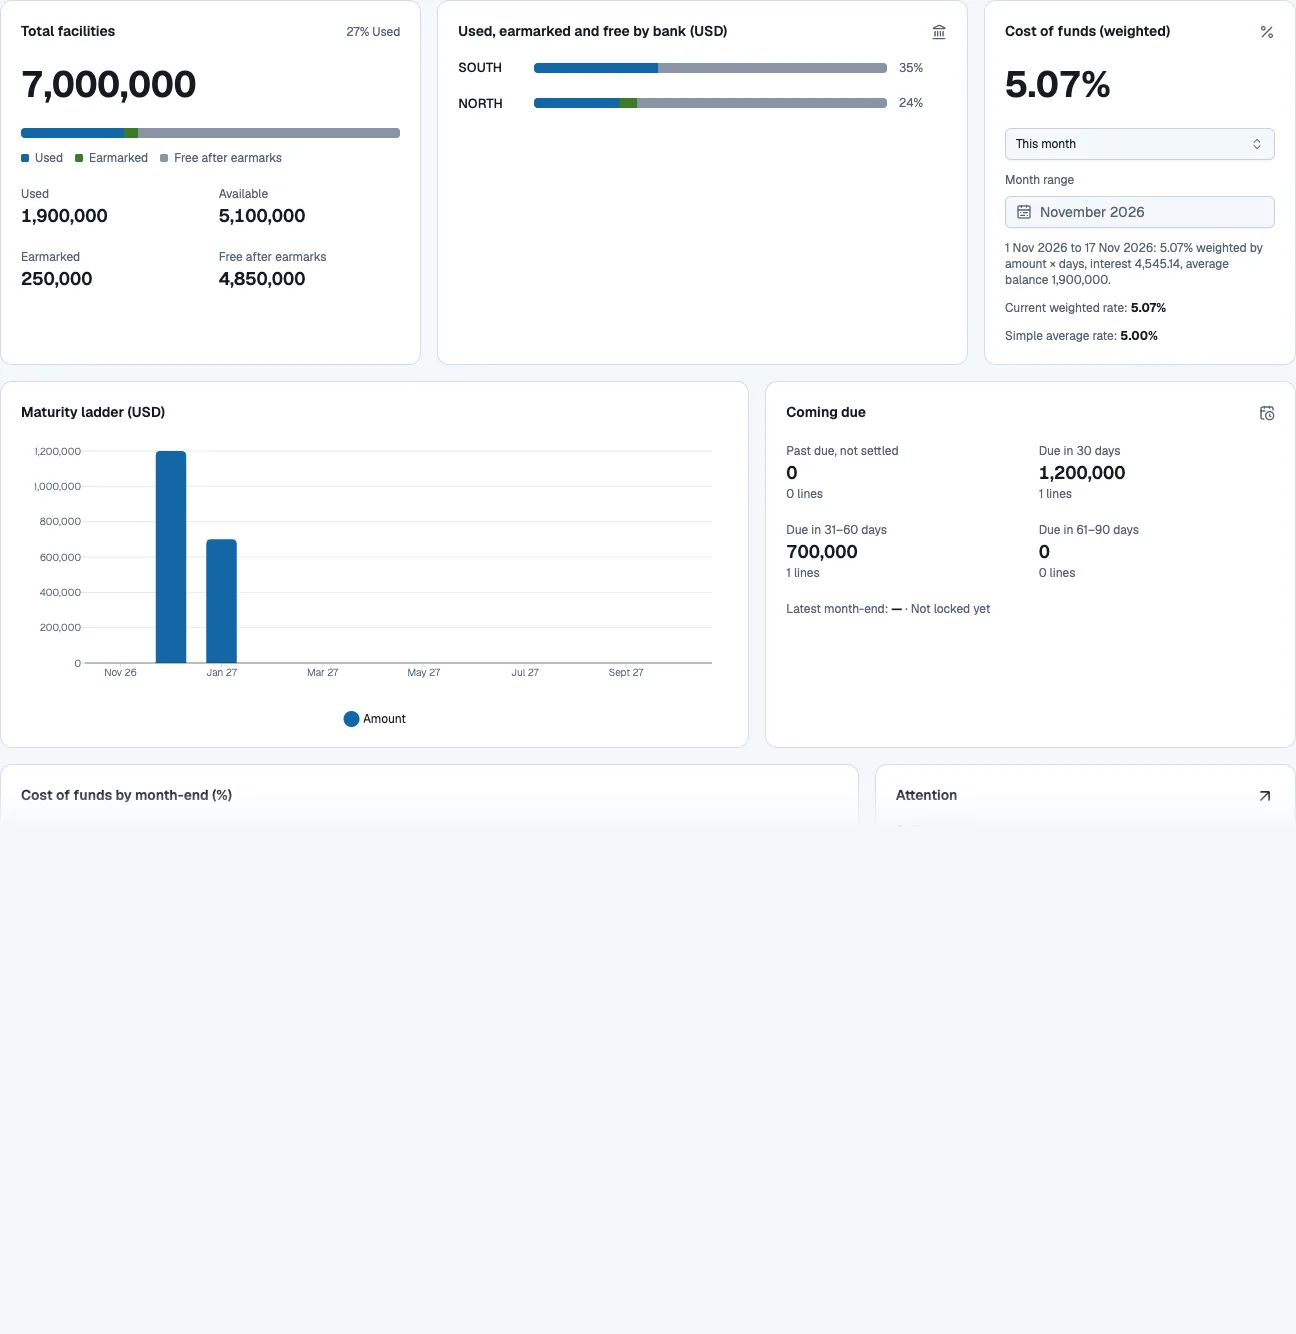 Total facilities
27% Used
7,000,000
Used
Earmarked
Free after earmarks
Used
Available
1,900,000
5,100,000
Earmarked
Free after earmarks
250,000
4,850,000
Used, earmarked and free by bank (USD)
SOUTH
35%
NORTH
24%
Cost of funds (weighted)
5.07%
This month
Month range
November 2026
1 Nov 2026 to 17 Nov 2026: 5.07% weighted by
amount × days, interest 4,545.14, average
balance 1,900,000.
Current weighted rate: 5.07%
Simple average rate: 5.00%
Maturity ladder (USD)
1,200,000
1,000,000
800,000
600,000
400,000
200,000
0
Nov 26
Jan 27
Mar 27
May 27
Jul 27
Sept 27
Amount
Coming due
Past due, not settled
Due in 30 days
0
1,200,000
0 lines
1 lines
Due in 31–60 days
Due in 61–90 days
700,000
0
1 lines
0 lines
Latest month-end: — · Not locked yet
Cost of funds by month-end (%)
Attention